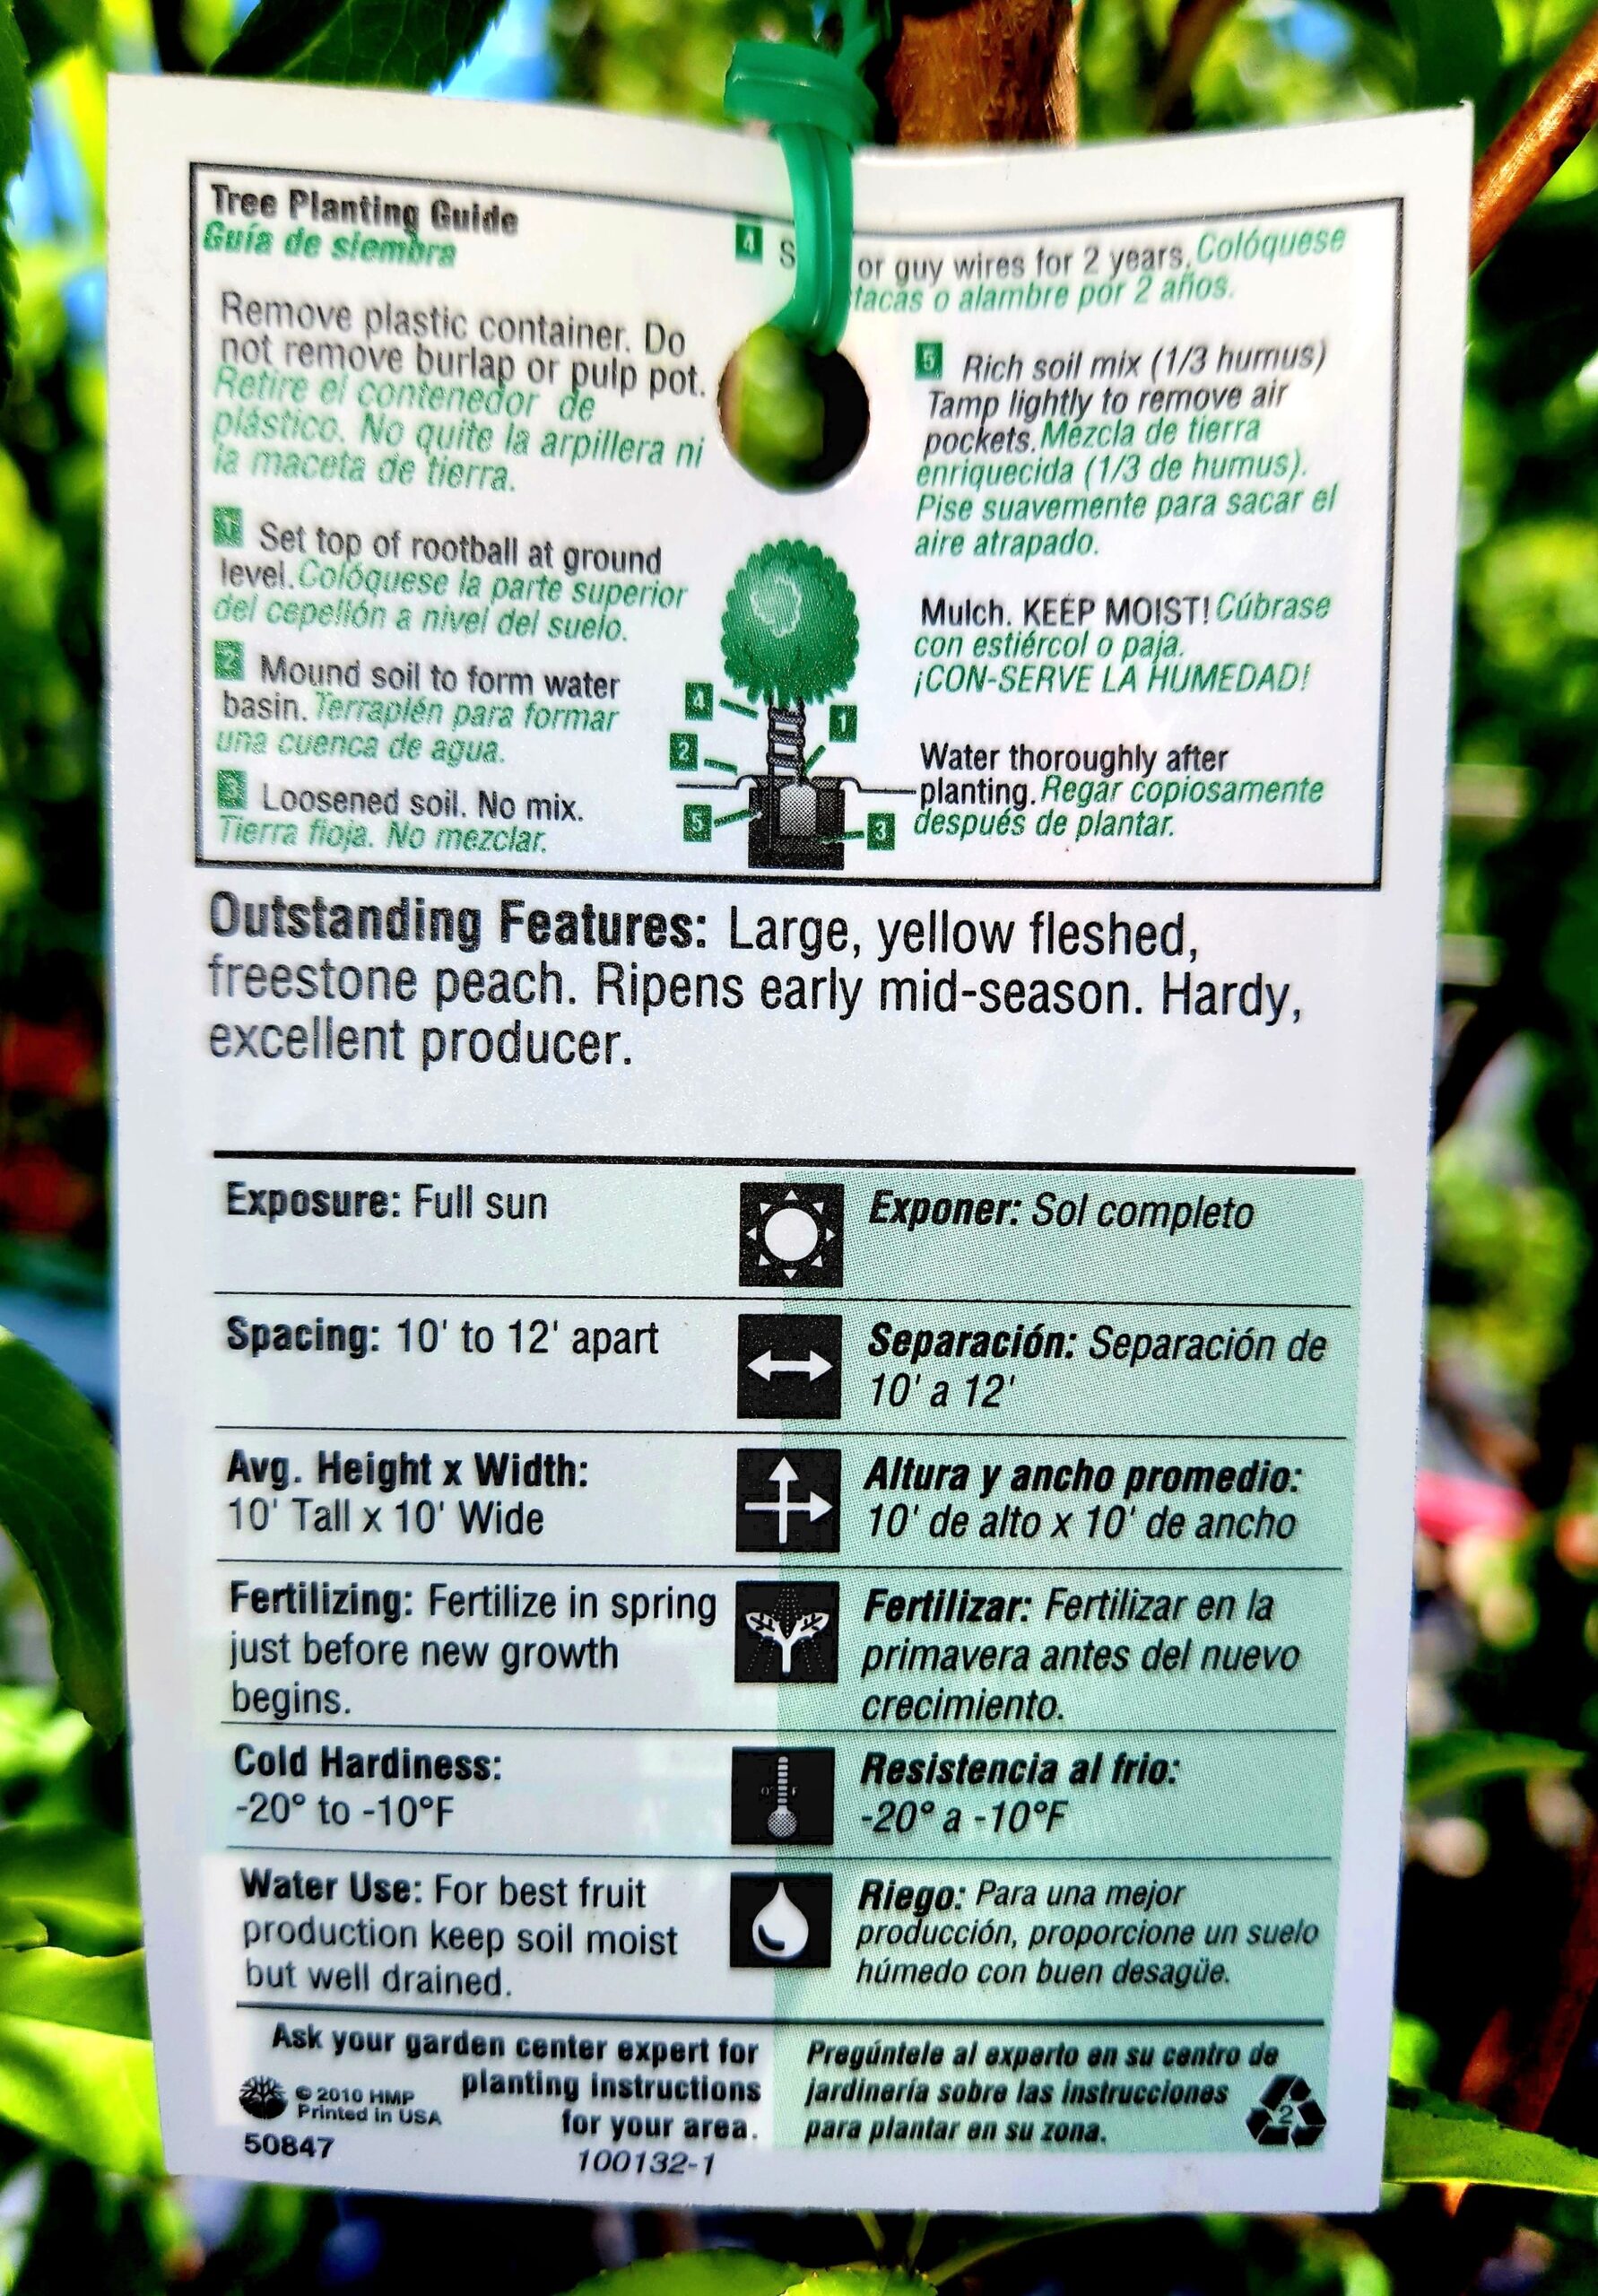 Tree Planting Guide
Guía de siembra
Remove plastic container. Do
not remove burlap or pulp pot.
Retire el contenedor de
plástico. No quite la arpillera ni
la maceta de tierra.
1 Set top of rootball at ground
level. Colóquese la parte superior
del cepellón a nivel del suelo.
2 Mound soil to form water
basin. Terraplén para formar
una cuenca de agua.
3 Loosened soil. No mix.
Tierra floja. No mezclar.
4 or guy wires for 2 years. Colóquese
o alambre por 2 años.
5 Rich soil mix (1/3 humus)
Tamp lightly to remove air
pockets. Mezcla de tierra
enriquecida (1/3 de humus).
Pise suavemente para sacar el
aire atrapado.
Mulch. KEEP MOIST! Cúbrase
con estiércol o paja.
¡CON-SERVE LA HUMEDAD!
Water thoroughly after
planting. Regar copiosamente
después de plantar.
4
1
2
5
3
Outstanding Features: Large, yellow fleshed,
freestone peach. Ripens early mid-season. Hardy,
excellent producer.
Exposure: Full sun
Exponer: Sol completo
Spacing: 10' to 12' apart
Separación: Separación de
10' a 12'
Avg. Height x Width:
10' Tall x 10' Wide
Altura y ancho promedio:
10' de alto x 10' de ancho
Fertilizing: Fertilize in spring
just before new growth
begins.
Fertilizar: Fertilizar en la
primavera antes del nuevo
crecimiento.
Cold Hardiness:
-20° to -10°F
Resistencia al frio:
-20° a -10°F
Water Use: For best fruit
production keep soil moist
but well drained.
Riego: Para una mejor
producción, proporcione un suelo
húmedo con buen desagüe.
Ask your garden center expert for
planting instructions
for your area.
Pregúntele al experto en su centro de
jardinería sobre las instrucciones
para plantar en su zona.
© 2010 HMP
Printed in USA
50847
100132-1
2